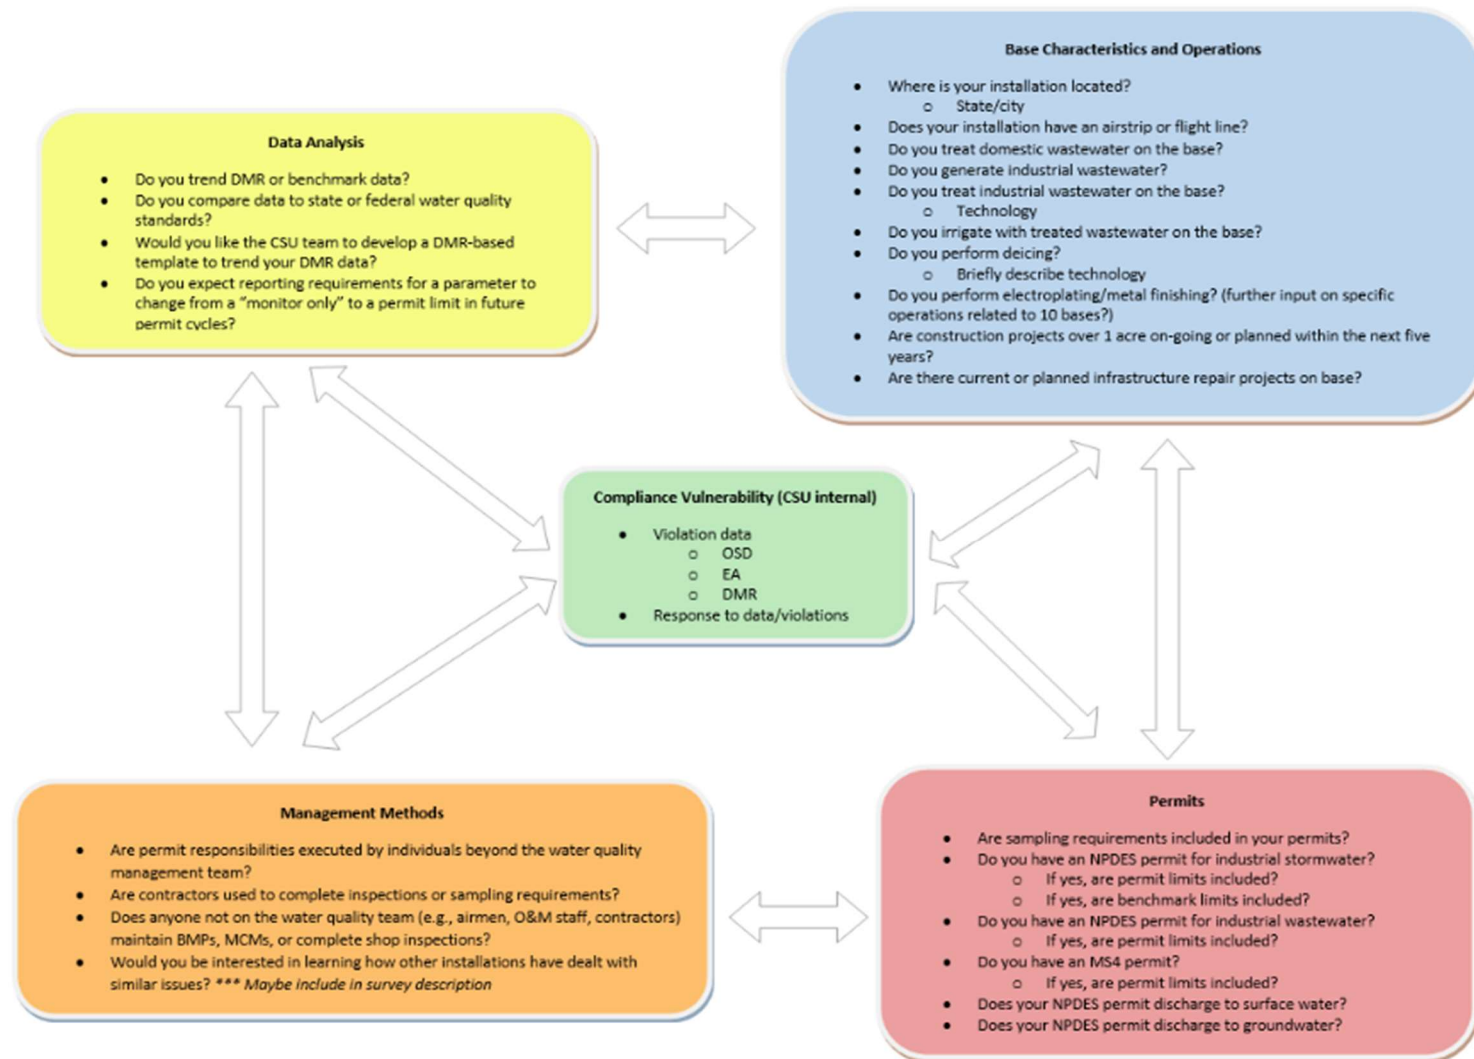 Data Analysis
• Do you trend DMR or benchmark data?
• Do you compare data to state or federal water quality
standards?
• Would you like the CSU team to develop a DMR-based
template to trend your DMR data?
• Do you expect reporting requirements for a parameter to
change from a “monitor only” to a permit limit in future
permit cycles?
Base Characteristics and Operations
• Where is your installation located?
o State/city
• Does your installation have an airstrip or flight line?
• Do you treat domestic wastewater on the base?
• Do you generate industrial wastewater?
• Do you treat industrial wastewater on the base?
o Technology
• Do you irrigate with treated wastewater on the base?
• Do you perform deicing?
o Briefly describe technology
• Do you perform electroplating/metal finishing? (further input on specific
operations related to 10 bases?)
• Are construction projects over 1 acre on-going or planned within the next five
years?
• Are there current or planned infrastructure repair projects on base?
Compliance Vulnerability (CSU internal)
• Violation data
o OSD
o EA
o DMR
• Response to data/violations
Management Methods
• Are permit responsibilities executed by individuals beyond the water quality
management team?
• Are contractors used to complete inspections or sampling requirements?
• Does anyone not on the water quality team (e.g., airmen, O&M staff, contractors)
maintain BMPs, MCMs, or complete shop inspections?
• Would you be interested in learning how other installations have dealt with
similar issues? *** Maybe include in survey description
Permits
• Are sampling requirements included in your permits?
• Do you have an NPDES permit for industrial stormwater?
o If yes, are permit limits included?
o If yes, are benchmark limits included?
• Do you have an NPDES permit for industrial wastewater?
o If yes, are permit limits included?
• Do you have an MS4 permit?
o If yes, are permit limits included?
• Does your NPDES permit discharge to surface water?
• Does your NPDES permit discharge to groundwater?